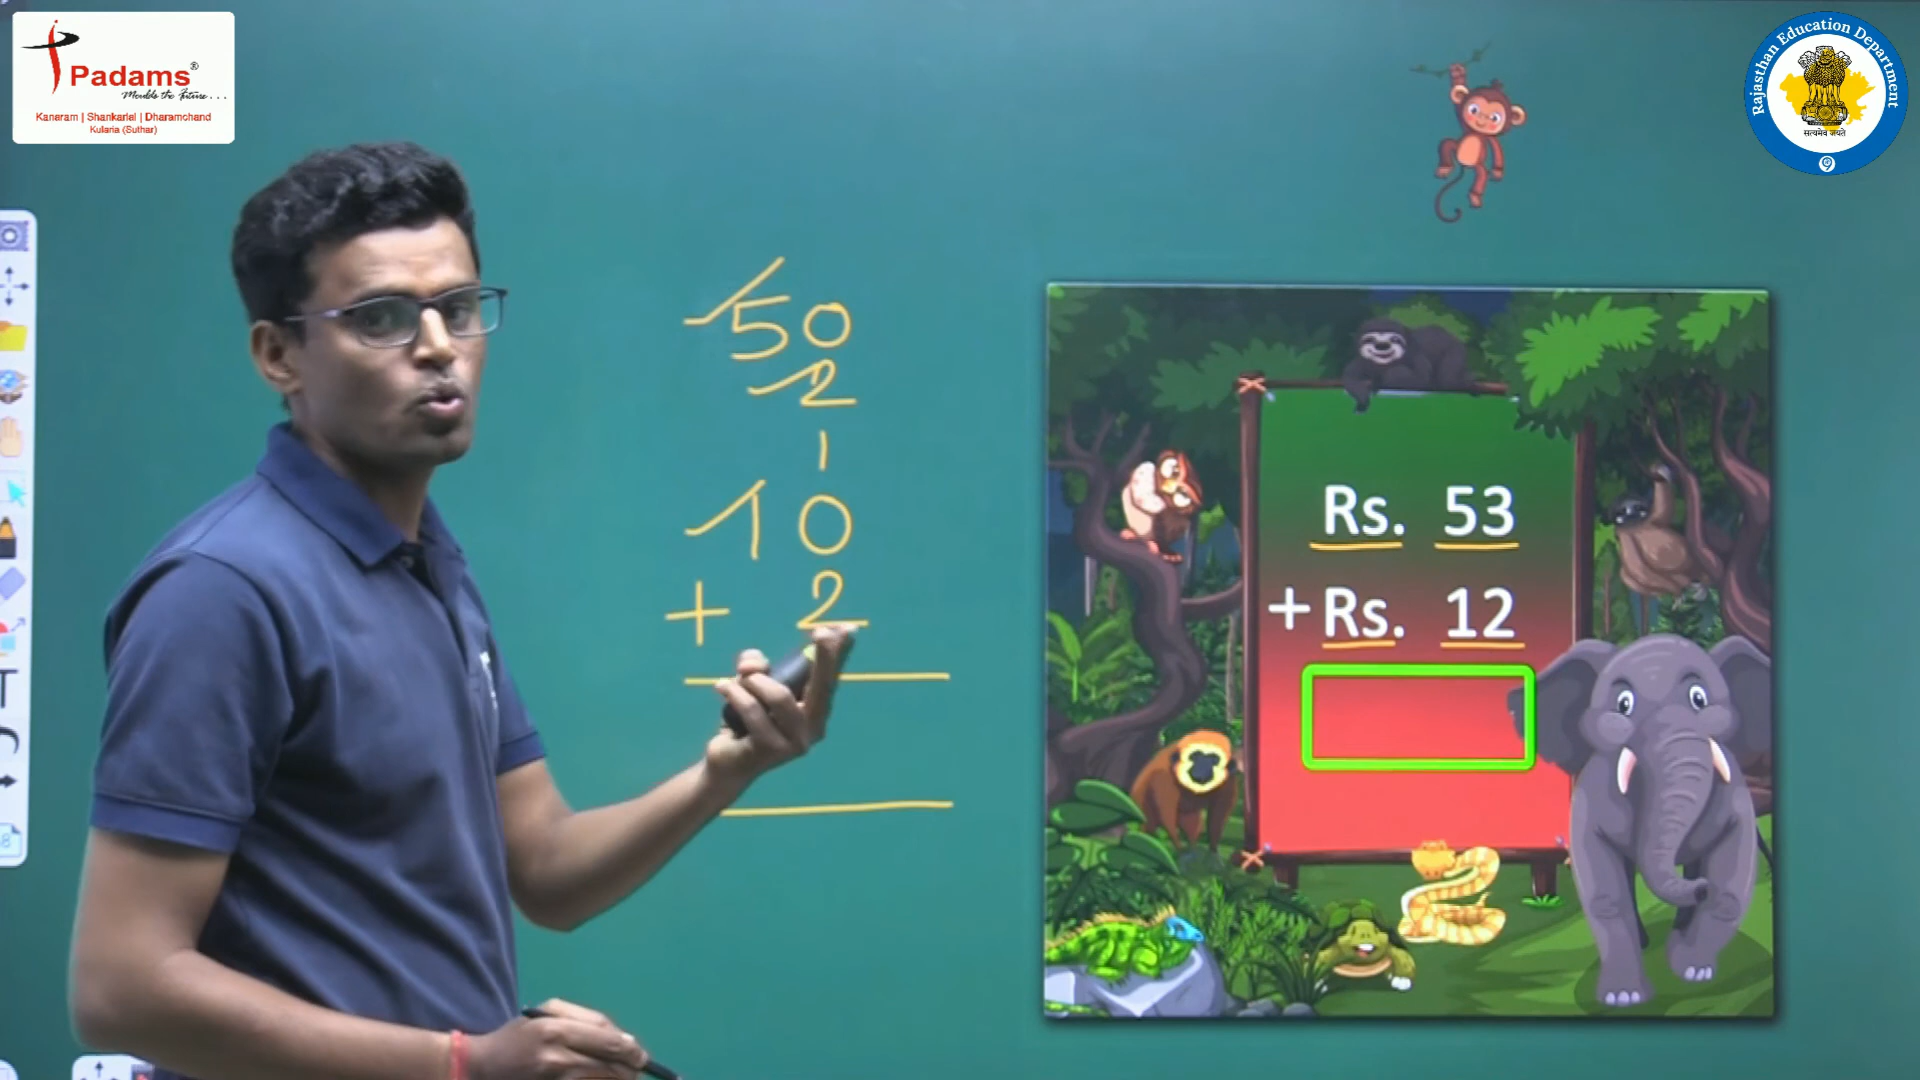 Padams®
Moulds the Future...
Kanaram | Shankarlal | Dharamchand
Kularia (Suthar)
Rajasthan Education Department
सत्यमेव जयते
50
2
1
10
+ 2
Rs. 53
+Rs. 12